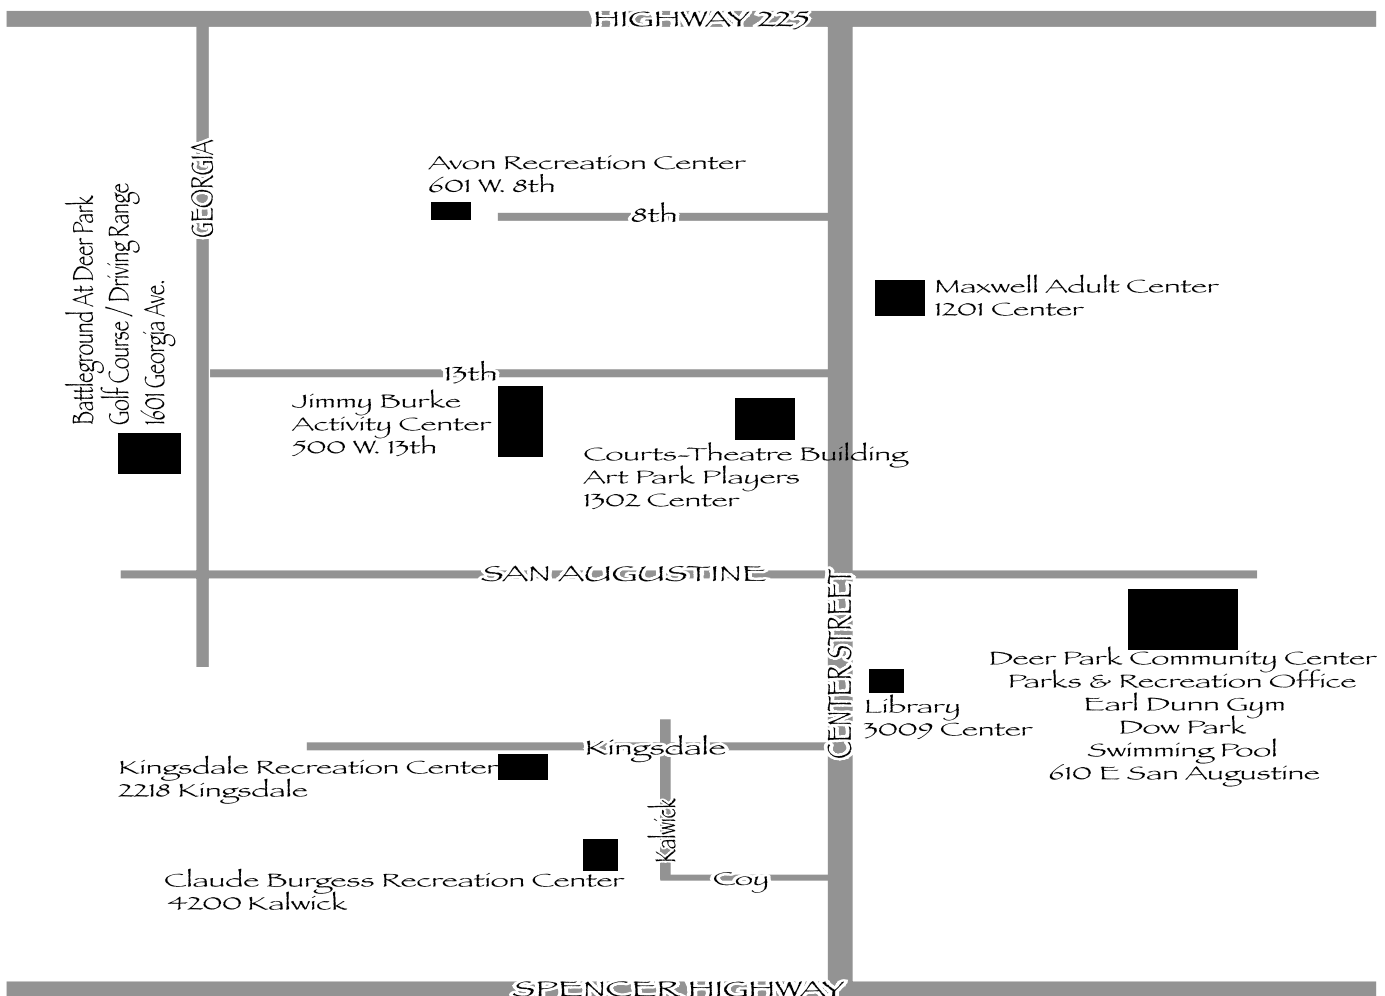 HIGHWAY 225
GEORGIA
Avon Recreation Center
601 W. 8th
8th
Battleground At Deer Park
Golf Course / Driving Range
1601 Georgia Ave.
Maxwell Adult Center
1201 Center
13th
Jimmy Burke
Activity Center
500 W. 13th
Courts-Theatre Building
Art Park Players
1302 Center
SAN AUGUSTINE
CENTER STREET
Deer Park Community Center
Parks & Recreation Office
Earl Dunn Gym
Dow Park
Swimming Pool
610 E San Augustine
Library
3009 Center
Kingsdale
Kingsdale Recreation Center
2218 Kingsdale
Kalwick
Claude Burgess Recreation Center
4200 Kalwick
Coy
SPENCER HIGHWAY